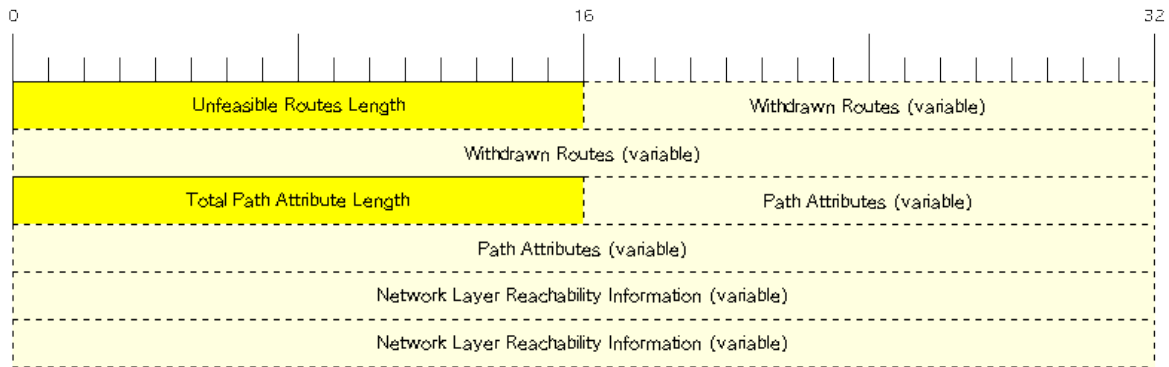 0 16 32
Unfeasible Routes Length Withdrawn Routes (variable)
Withdrawn Routes (variable)
Total Path Attribute Length Path Attributes (variable)
Path Attributes (variable)
Network Layer Reachability Information (variable)
Network Layer Reachability Information (variable)